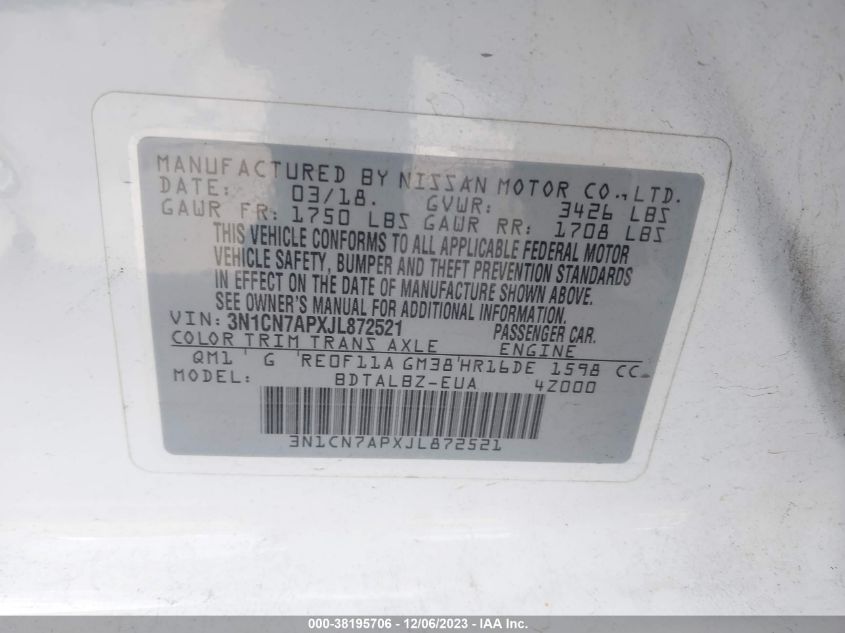 MANUFACTURED BY NISSAN MOTOR CO., LTD.
DATE: 03/18. GVWR: 3426 LBS
GAWR FR: 1750 LBS GAWR RR: 1708 LBS
THIS VEHICLE CONFORMS TO ALL APPLICABLE FEDERAL MOTOR
VEHICLE SAFETY, BUMPER AND THEFT PREVENTION STANDARDS
IN EFFECT ON THE DATE OF MANUFACTURE SHOWN ABOVE.
SEE OWNER'S MANUAL FOR ADDITIONAL INFORMATION.
VIN: 3N1CN7APXJL872521 PASSENGER CAR.
COLOR TRIM TRANS AXLE ENGINE
QM1 G RE0F11A GM38 HR16DE 1598 CC
MODEL: BDTALBZ-EUA 4Z000
3N1CN7APXJL872521
000-38195706 - 12/06/2023 - IAA Inc.